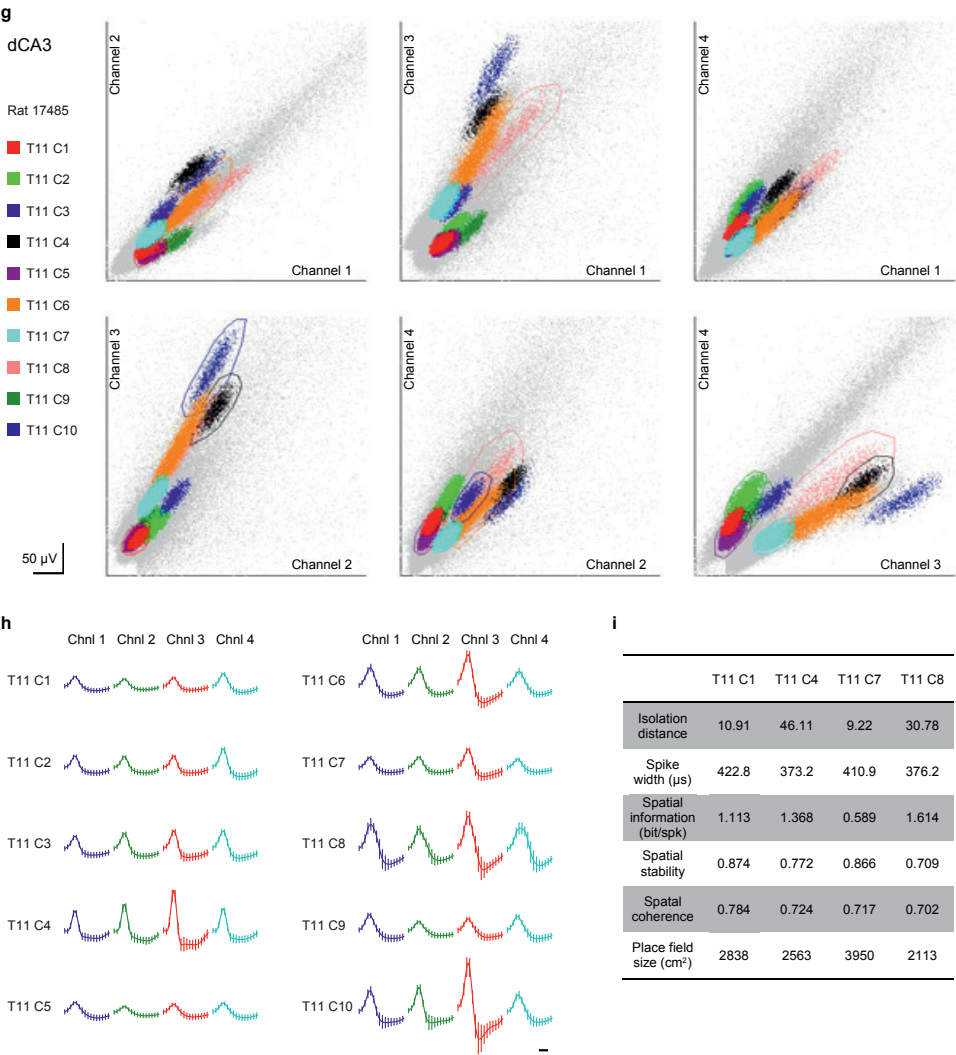 g
dCA3
Rat 17485
T11 C1
T11 C2
T11 C3
T11 C4
T11 C5
T11 C6
T11 C7
T11 C8
T11 C9
T11 C10
50 µV
Channel 2
Channel 1
Channel 3
Channel 1
Channel 4
Channel 1
Channel 3
Channel 2
Channel 4
Channel 2
Channel 4
Channel 3
h
Chnl 1 Chnl 2 Chnl 3 Chnl 4
T11 C1
T11 C2
T11 C3
T11 C4
T11 C5
Chnl 1 Chnl 2 Chnl 3 Chnl 4
T11 C6
T11 C7
T11 C8
T11 C9
T11 C10
i
T11 C1 T11 C4 T11 C7 T11 C8
Isolation
distance 10.91 46.11 9.22 30.78
Spike
width (µs) 422.8 373.2 410.9 376.2
Spatial
information
(bit/spk) 1.113 1.368 0.589 1.614
Spatial
stability 0.874 0.772 0.866 0.709
Spatal
coherence 0.784 0.724 0.717 0.702
Place field
size (cm²) 2838 2563 3950 2113